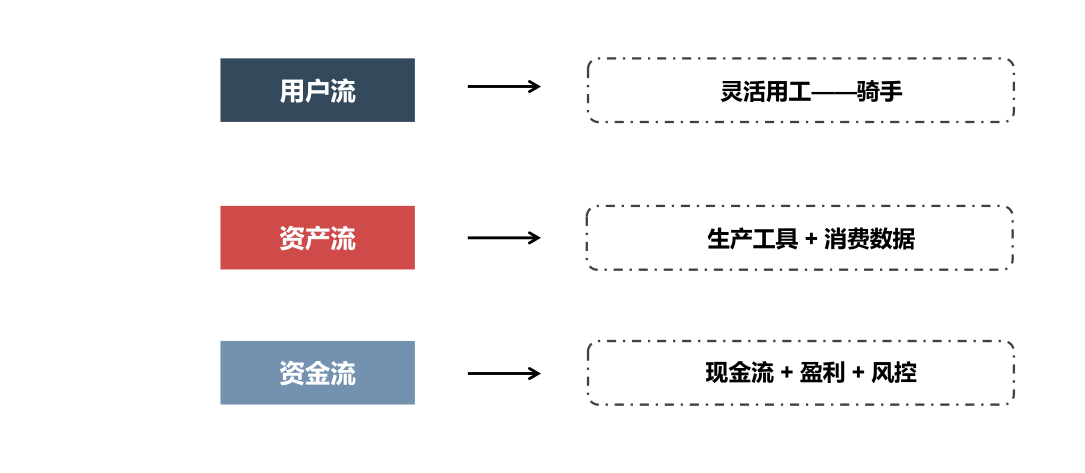 用户流
灵活用工——骑手
资产流
生产工具 + 消费数据
资金流
现金流 + 盈利 + 风控